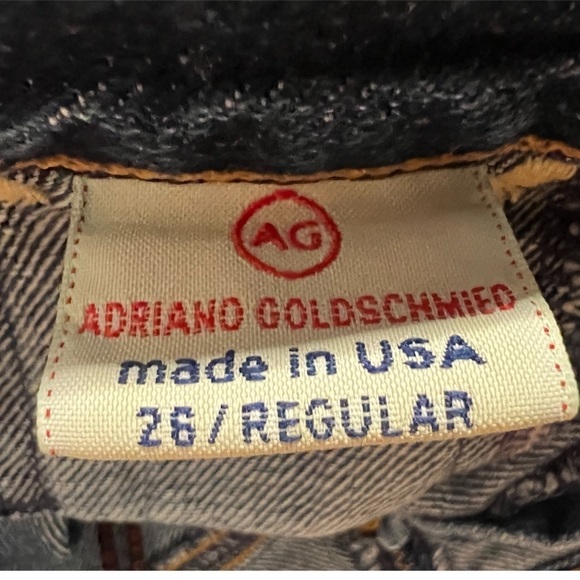 AG
ADRIANO GOLDSCHMIED
made in USA
26/REGULAR